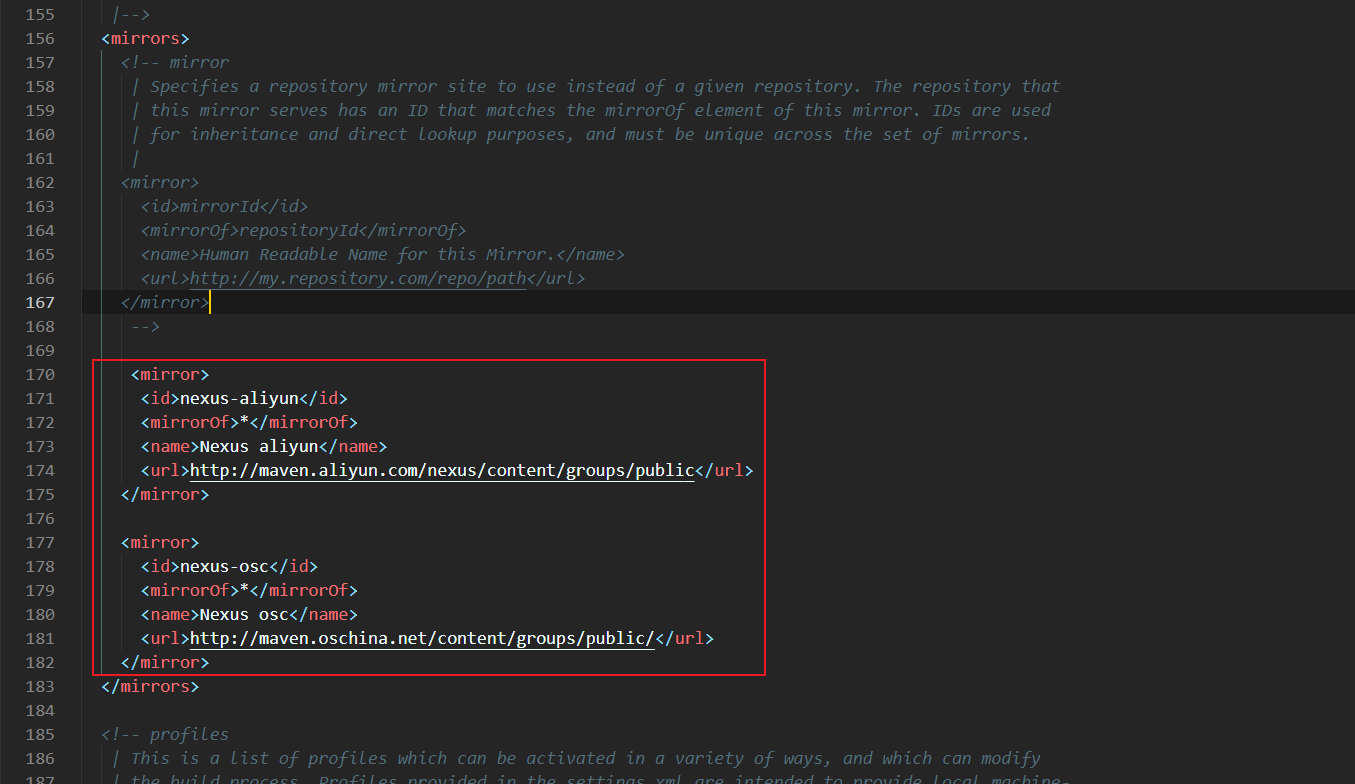 155 |-->
156 <mirrors>
157 <!-- mirror
158 | Specifies a repository mirror site to use instead of a given repository. The repository that
159 | this mirror serves has an ID that matches the mirrorOf element of this mirror. IDs are used
160 | for inheritance and direct lookup purposes, and must be unique across the set of mirrors.
161 |
162 <mirror>
163 <id>mirrorId</id>
164 <mirrorOf>repositoryId</mirrorOf>
165 <name>Human Readable Name for this Mirror.</name>
166 <url>http://my.repository.com/repo/path</url>
167 </mirror>
168 -->
169
170 <mirror>
171 <id>nexus-aliyun</id>
172 <mirrorOf>*</mirrorOf>
173 <name>Nexus aliyun</name>
174 <url>http://maven.aliyun.com/nexus/content/groups/public</url>
175 </mirror>
176
177 <mirror>
178 <id>nexus-osc</id>
179 <mirrorOf>*</mirrorOf>
180 <name>Nexus osc</name>
181 <url>http://maven.oschina.net/content/groups/public/</url>
182 </mirror>
183 </mirrors>
184
185 <!-- profiles
186 | This is a list of profiles which can be activated in a variety of ways, and which can modify
187 | the build process. Profiles provided in the settings.xml are intended to provide local machine-